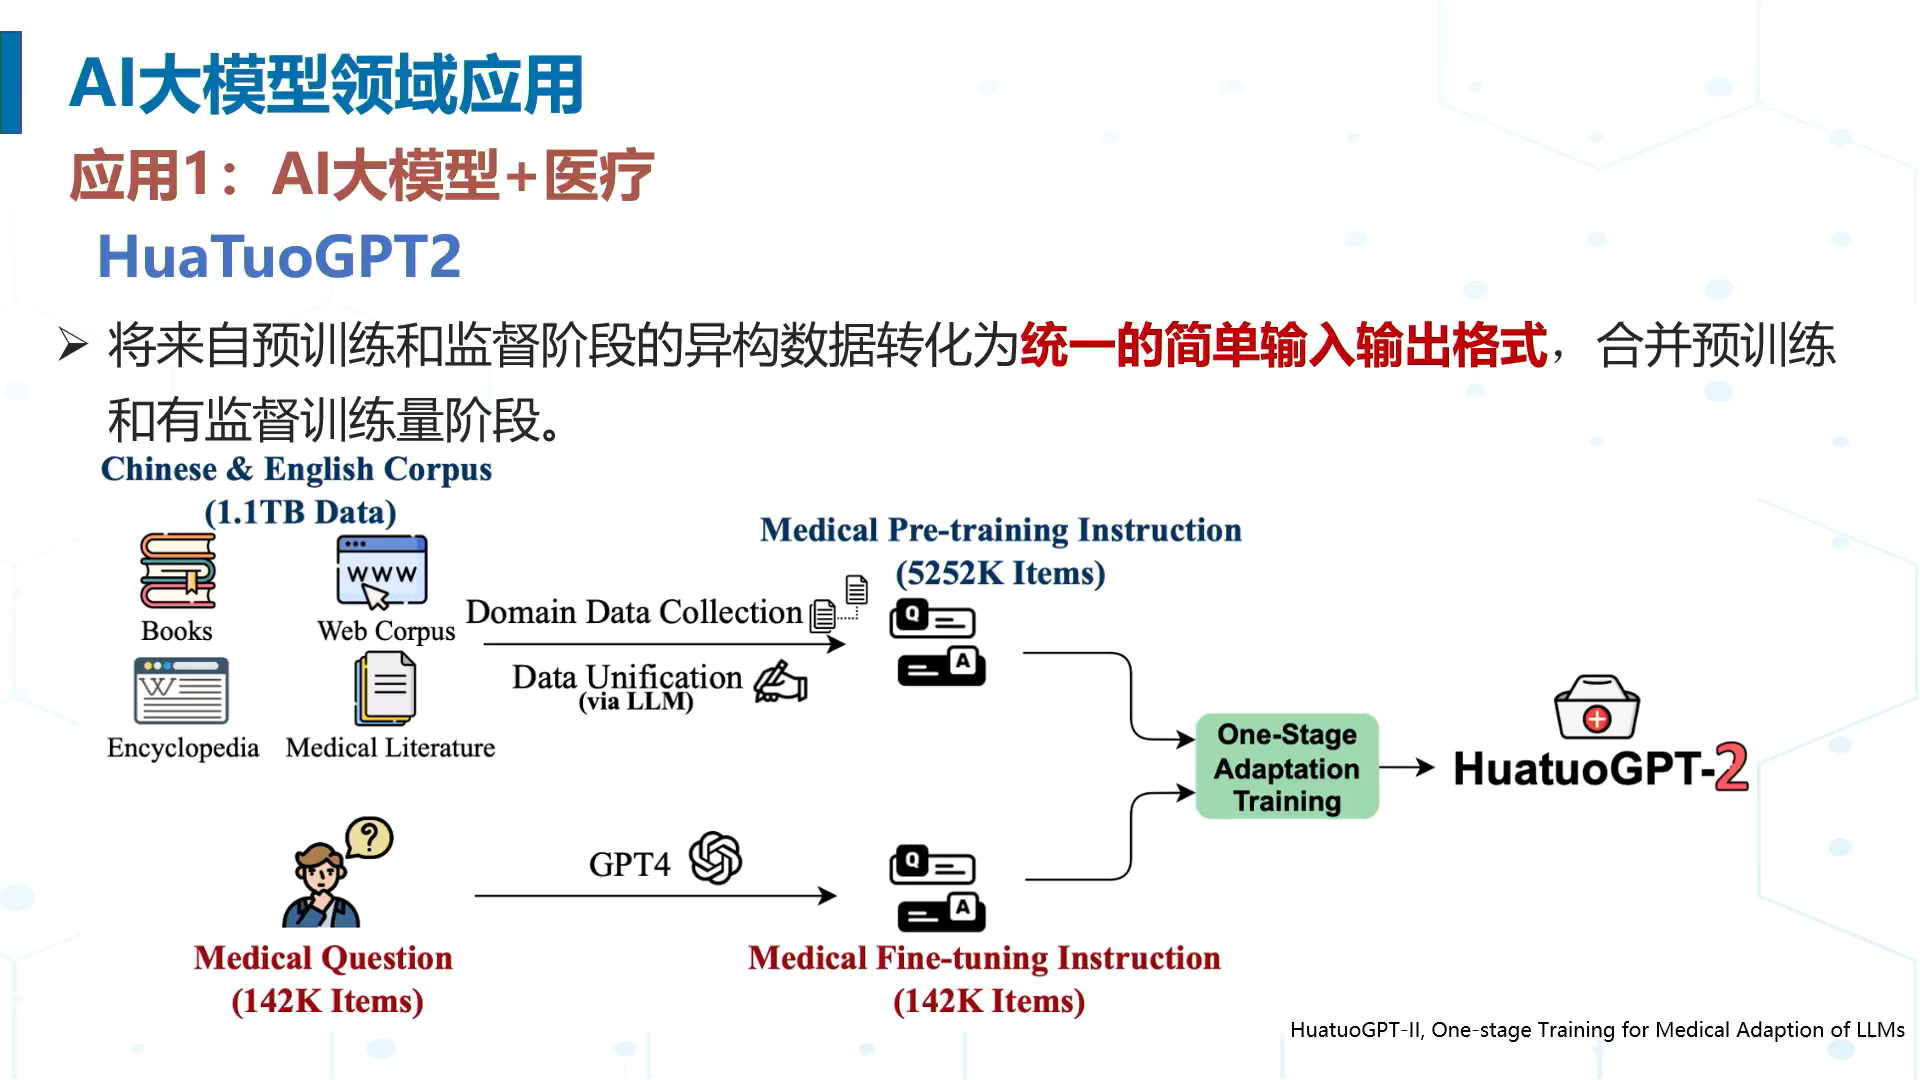 AI大模型领域应用
应用1：AI大模型+医疗
HuaTuoGPT2
➢ 将来自预训练和监督阶段的异构数据转化为统一的简单输入输出格式，合并预训练
和有监督训练量阶段。
Chinese & English Corpus
(1.1TB Data)
Books
WWW
Web Corpus
W
Encyclopedia
Medical Literature
Domain Data Collection
Data Unification
(via LLM)
Medical Pre-training Instruction
(5252K Items)
Q
A
One-Stage
Adaptation
Training
HuatuoGPT-2
?
Medical Question
(142K Items)
GPT4
Q
A
Medical Fine-tuning Instruction
(142K Items)
HuatuoGPT-II, One-stage Training for Medical Adaption of LLMs